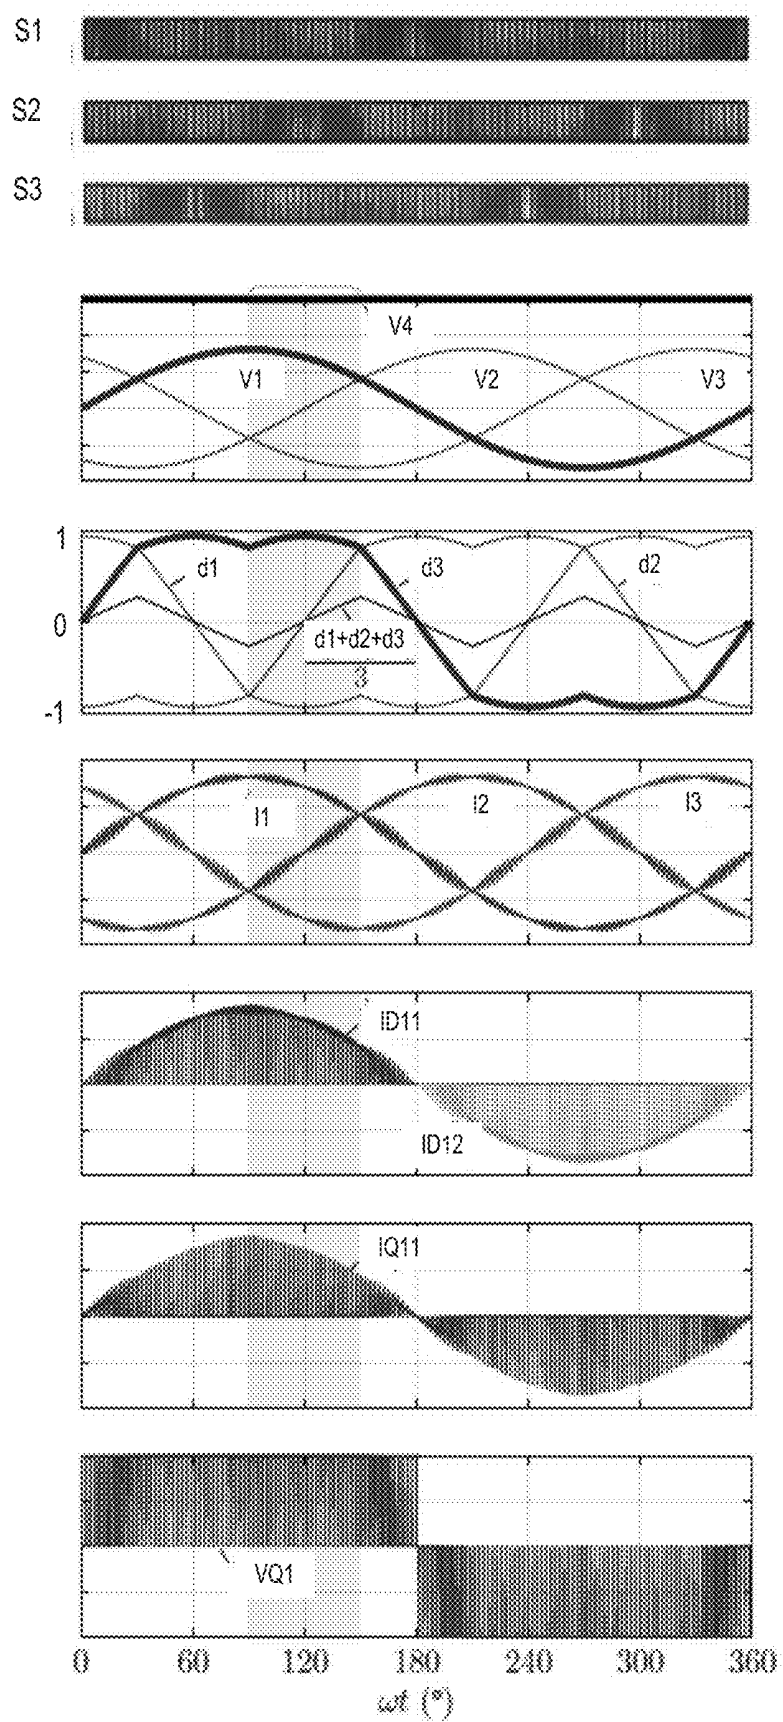 S1
S2
S3
V4
V1 V2 V3
1
d1 d3 d2
0
d1+d2+d3
3
-1
I1 I2 I3
ID11
ID12
IQ11
VQ1
0 60 120 180 240 300 360
ωt (°)